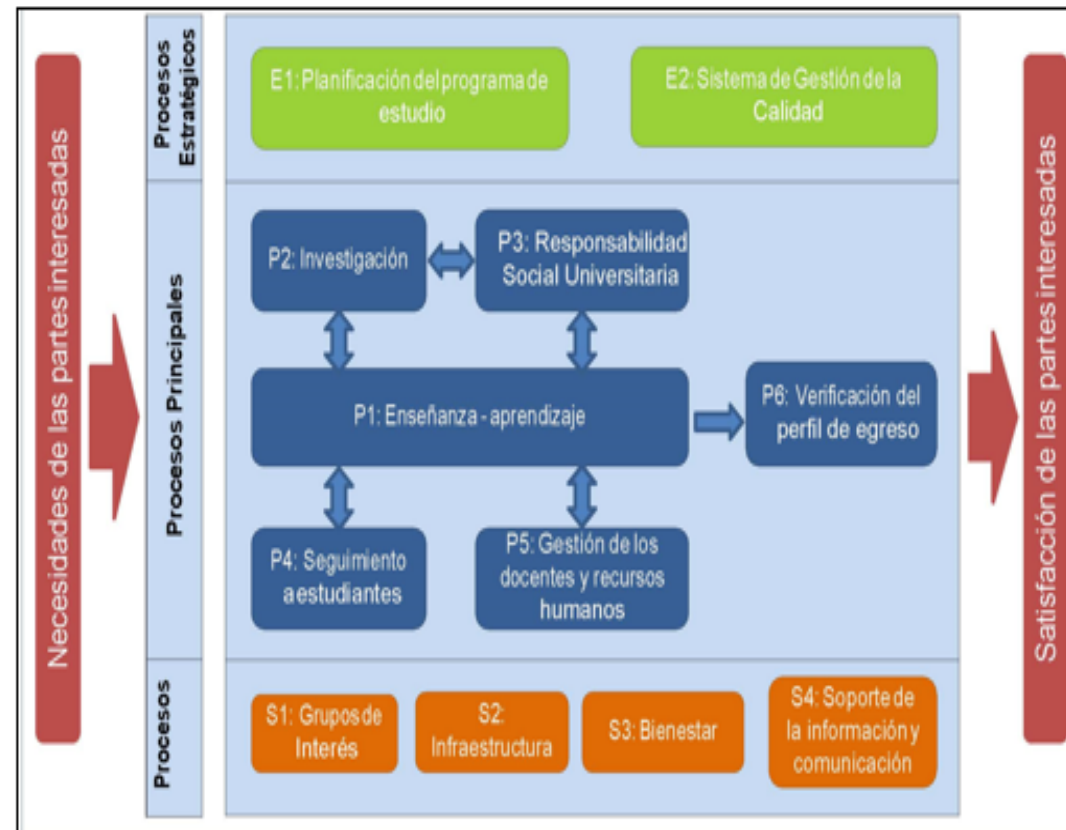 Necesidades de las partes interesadas
Procesos
Estratégicos
E1: Planificación del programa de
estudio
E2: Sistema de Gestión de la
Calidad
Procesos Principales
P2: Investigación
P3: Responsabilidad
Social Universitaria
P1: Enseñanza - aprendizaje
P6: Verificación del
perfil de egreso
P4: Seguimiento
a estudiantes
P5: Gestión de los
docentes y recursos
humanos
Procesos
S1: Grupos de
Interés
S2:
Infraestructura
S3: Bienestar
S4: Soporte de
la información y
comunicación
Satisfacción de las partes interesadas